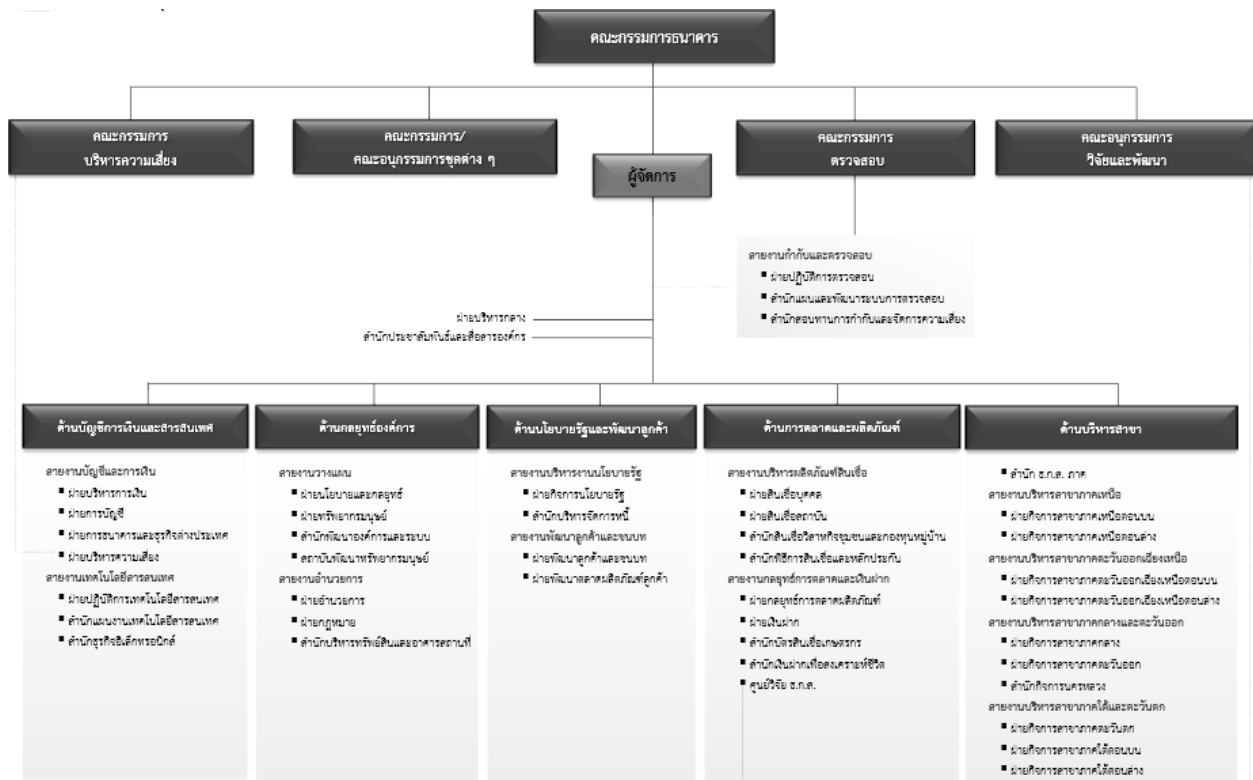 คณะกรรมการธนาคาร
คณะกรรมการ
บริหารความเสี่ยง
คณะกรรมการ/
คณะอนุกรรมการชุดต่าง ๆ
ผู้จัดการ
คณะกรรมการ
ตรวจสอบ
คณะอนุกรรมการ
วิจัยและพัฒนา
สายงานกำกับและตรวจสอบ
▪ ฝ่ายปฏิบัติการตรวจสอบ
▪ สำนักแผนและพัฒนาระบบการตรวจสอบ
▪ สำนักสอบทานการกำกับและจัดการความเสี่ยง
ฝ่ายบริหารกลาง
สำนักประชาสัมพันธ์และสื่อสารองค์กร
ด้านบัญชีการเงินและสารสนเทศ
สายงานบัญชีและการเงิน
▪ ฝ่ายบริหารการเงิน
▪ ฝ่ายการบัญชี
▪ ฝ่ายการธนาคารและธุรกิจต่างประเทศ
▪ ฝ่ายบริหารความเสี่ยง
สายงานเทคโนโลยีสารสนเทศ
▪ ฝ่ายปฏิบัติการเทคโนโลยีสารสนเทศ
▪ สำนักแผนงานเทคโนโลยีสารสนเทศ
▪ สำนักธุรกิจอิเล็กทรอนิกส์
ด้านกลยุทธ์องค์การ
สายงานวางแผน
▪ ฝ่ายนโยบายและกลยุทธ์
▪ ฝ่ายทรัพยากรมนุษย์
▪ สำนักพัฒนาองค์การและระบบ
▪ สถาบันพัฒนาทรัพยากรมนุษย์
สายงานอำนวยการ
▪ ฝ่ายอำนวยการ
▪ ฝ่ายกฎหมาย
▪ สำนักบริหารทรัพย์สินและอาคารสถานที่
ด้านนโยบายรัฐและพัฒนาลูกค้า
สายงานบริหารงานนโยบายรัฐ
▪ ฝ่ายกิจการนโยบายรัฐ
▪ สำนักบริหารจัดการหนี้
สายงานพัฒนาลูกค้าและชนบท
▪ ฝ่ายพัฒนาลูกค้าและชนบท
▪ ฝ่ายพัฒนาตลาดผลิตภัณฑ์ลูกค้า
ด้านการตลาดและผลิตภัณฑ์
สายงานบริหารผลิตภัณฑ์สินเชื่อ
▪ ฝ่ายสินเชื่อบุคคล
▪ ฝ่ายสินเชื่อสถาบัน
▪ สำนักสินเชื่อวิสาหกิจชุมชนและกองทุนหมู่บ้าน
▪ สำนักพิธีการสินเชื่อและหลักประกัน
สายงานกลยุทธ์การตลาดและเงินฝาก
▪ ฝ่ายกลยุทธ์การตลาดผลิตภัณฑ์
▪ ฝ่ายเงินฝาก
▪ สำนักบัตรสินเชื่อเกษตรกร
▪ สำนักเงินฝากเพื่อสงเคราะห์ชีวิต
▪ ศูนย์วิจัย ธ.ก.ส.
ด้านบริหารสาขา
▪ สำนัก ธ.ก.ส. ภาค
สายงานบริหารสาขาภาคเหนือ
▪ ฝ่ายกิจการสาขาภาคเหนือตอนบน
▪ ฝ่ายกิจการสาขาภาคเหนือตอนล่าง
สายงานบริหารสาขาภาคตะวันออกเฉียงเหนือ
▪ ฝ่ายกิจการสาขาภาคตะวันออกเฉียงเหนือตอนบน
▪ ฝ่ายกิจการสาขาภาคตะวันออกเฉียงเหนือตอนล่าง
สายงานบริหารสาขาภาคกลางและตะวันออก
▪ ฝ่ายกิจการสาขาภาคกลาง
▪ ฝ่ายกิจการสาขาภาคตะวันออก
▪ สำนักกิจการนครหลวง
สายงานบริหารสาขาภาคใต้และตะวันตก
▪ ฝ่ายกิจการสาขาภาคตะวันตก
▪ ฝ่ายกิจการสาขาภาคใต้ตอนบน
▪ ฝ่ายกิจการสาขาภาคใต้ตอนล่าง